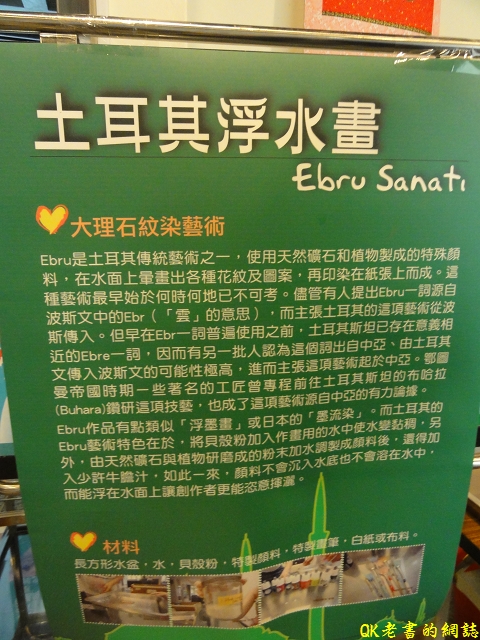 土耳其浮水畫
Ebru Sanatı
大理石紋染藝術
Ebru是土耳其傳統藝術之一，使用天然礦石和植物製成的特殊顏
料，在水面上暈畫出各種花紋及圖案，再印染在紙張上而成。這
種藝術最早始於何時何地已不可考。儘管有人提出Ebru一詞源自
波斯文中的Ebr（「雲」的意思），而主張土耳其的這項藝術從波
斯傳入。但早在Ebr一詞普遍使用之前，土耳其斯坦已存在意義相
近的Ebre一詞，因而有另一批人認為這個詞出自中亞、由土耳其
文傳入波斯文的可能性極高，進而主張這項藝術起於中亞。鄂圖
曼帝國時期一些著名的工匠曾專程前往土耳其斯坦的布哈拉
(Buhara)鑽研這項技藝，也成了這項藝術源自中亞的有力論據。
Ebru作品有點類似「浮墨畫」或日本的「墨流染」。而土耳其的
Ebru藝術特色在於，將貝殼粉加入作畫用的水中使水變黏稠，另
外，由天然礦石與植物研磨成的粉末加水調製成顏料後，還得加
入少許牛膽汁，如此一來，顏料不會沉入水底也不會溶在水中，
而能浮在水面上讓創作者更能恣意揮灑。
材料
長方形水盆，水，貝殼粉，特製顏料，特製畫筆，白紙或布料。
QK老書的網誌